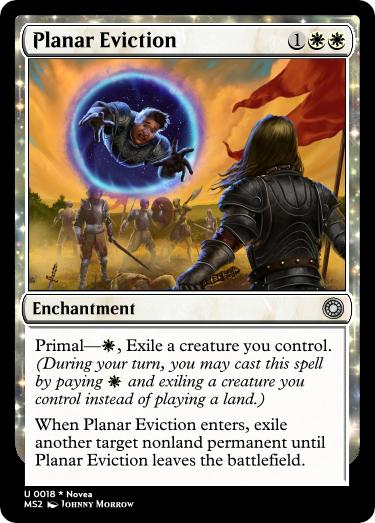 Planar Eviction 1
Enchantment
Primal—, Exile a creature you control.
(During your turn, you may cast this spell
by paying and exiling a creature you
control instead of playing a land.)
When Planar Eviction enters, exile
another target nonland permanent until
Planar Eviction leaves the battlefield.
U 0018 * Novea
MS2 Johnny Morrow